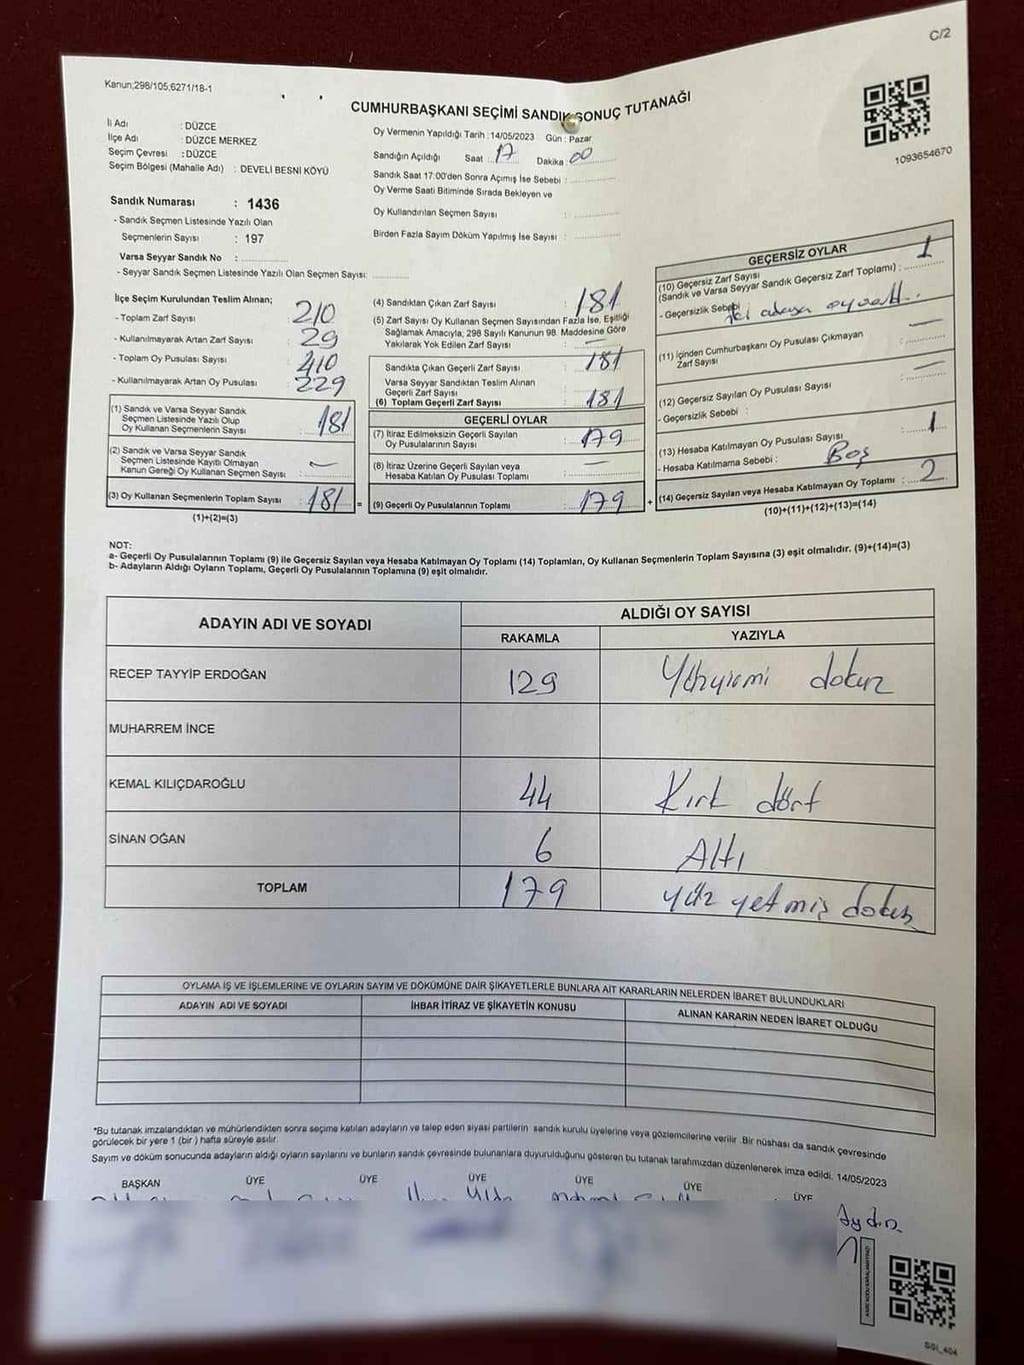 C/2
Kanun;298/105;6271/18-1
CUMHURBAŞKANI SEÇİMİ SANDIK SONUÇ TUTANAĞI
1093654670
İl Adı : DÜZCE
İlçe Adı : DÜZCE MERKEZ
Seçim Çevresi : DÜZCE
Seçim Bölgesi (Mahalle Adı) : DEVELİ BESNI KÖYÜ
Sandık Numarası : 1436
- Sandık Seçmen Listesinde Yazılı Olan
Seçmenlerin Sayısı : 197
Varsa Seyyar Sandık No :
- Seyyar Sandık Seçmen Listesinde Yazılı Olan Seçmen Sayısı:
Oy Vermenin Yapıldığı Tarih : 14/05/2023 Gün : Pazar
Sandığın Açıldığı Saat : 17 Dakika : 00
Sandık Saat 17:00'den Sonra Açımış İse Sebebi :
Oy Verme Saati Bitiminde Sırada Bekleyen ve
Oy Kullandırılan Seçmen Sayısı :
Birden Fazla Sayım Döküm Yapılmış İse Sayısı :
İlçe Seçim Kurulundan Teslim Alınan;
- Toplam Zarf Sayısı : 210
- Kullanılmayarak Artan Zarf Sayısı : 29
- Toplam Oy Pusulası Sayısı : 410
- Kullanılmayarak Artan Oy Pusulası : 229
(1) Sandık ve Varsa Seyyar Sandık
Seçmen Listesinde Yazılı Olup
Oy Kullanan Seçmenlerin Sayısı : 181
(2) Sandık ve Varsa Seyyar Sandık
Seçmen Listesinde Kayıtlı Olmayan
Kanun Gereği Oy Kullanan Seçmen Sayısı : –
(3) Oy Kullanan Seçmenlerin Toplam Sayısı : 181 =
(1)+(2)=(3)
(4) Sandıktan Çıkan Zarf Sayısı : 181
(5) Zarf Sayısı Oy Kullanan Seçmen Sayısından Fazla İse, Eşitliği
Sağlamak Amacıyla, 298 Sayılı Kanunun 98. Maddesine Göre
Yakılarak Yok Edilen Zarf Sayısı : –
Sandıkta Çıkan Geçerli Zarf Sayısı : 181
Varsa Seyyar Sandıktan Teslim Alınan
Geçerli Zarf Sayısı
(6) Toplam Geçerli Zarf Sayısı : 181
GEÇERLİ OYLAR
(7) İtiraz Edilmeksizin Geçerli Sayılan
Oy Pusulalarının Sayısı : 179
(8) İtiraz Üzerine Geçerli Sayılan veya
Hesaba Katılan Oy Pusulası Toplamı : –
(9) Geçerli Oy Pusulalarının Toplamı : 179 +
GEÇERSİZ OYLAR
(10) Geçersiz Zarf Sayısı
(Sandık ve Varsa Seyyar Sandık Geçersiz Zarf Toplamı) : 1
- Geçersizlik Sebebi : iki adaya
(11) İçinden Cumhurbaşkanı Oy Pusulası Çıkmayan
Zarf Sayısı : –
(12) Geçersiz Sayılan Oy Pusulası Sayısı : –
- Geçersizlik Sebebi :
(13) Hesaba Katılmayan Oy Pusulası Sayısı : 1
- Hesaba Katılmama Sebebi : Boş
(14) Geçersiz Sayılan veya Hesaba Katılmayan Oy Toplamı : 2
(10)+(11)+(12)+(13)=(14)
NOT:
a- Geçerli Oy Pusulalarının Toplamı (9) ile Geçersiz Sayılan veya Hesaba Katılmayan Oy Toplamı (14) Toplamları, Oy Kullanan Seçmenlerin Toplam Sayısına (3) eşit olmalıdır. (9)+(14)=(3)
b- Adayların Aldığı Oyların Toplamı, Geçerli Oy Pusulalarının Toplamına (9) eşit olmalıdır.
ADAYIN ADI VE SOYADI
ALDIĞI OY SAYISI
RAKAMLA YAZIYLA
RECEP TAYYİP ERDOĞAN 129 Yüzyirmi dokuz
MUHARREM İNCE
KEMAL KILIÇDAROĞLU 44 Kırk dört
SİNAN OĞAN 6 Altı
TOPLAM 179 yüz yetmiş dokuz
OYLAMA İŞ VE İŞLEMLERİNE VE OYLARIN SAYIM VE DÖKÜMÜNE DAİR ŞİKAYETLERLE BUNLARA AİT KARARLARIN NELERDEN İBARET BULUNDUKLARI
ADAYIN ADI VE SOYADI İHBAR İTİRAZ VE ŞİKAYETİN KONUSU ALINAN KARARIN NEDEN İBARET OLDUĞU
*Bu tutanak imzalandıktan ve mühürlendikten sonra seçime katılan adayların ve talep eden siyasi partilerin sandık kurulu üyelerine veya gözlemcilerine verilir .Bir nüshası da sandık çevresinde
görülecek bir yere 1 (bir ) hafta süreyle asılır.
Sayım ve döküm sonucunda adayların aldığı oyların sayılarını ve bunların sandık çevresinde bulunanlara duyurulduğunu gösteren bu tutanak tarafımızdan düzenlenerek imza edildi. 14/05/2023
BAŞKAN ÜYE ÜYE ÜYE ÜYE ÜYE ÜYE
Aydın